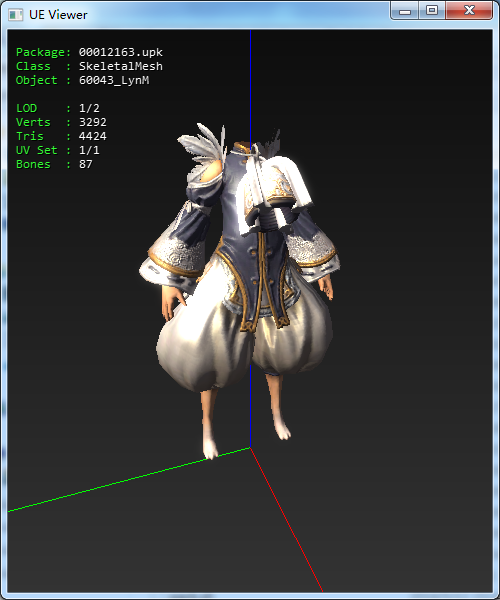 UE Viewer
Package: 00012163.upk
Class : SkeletalMesh
Object : 60043_LynM
LOD : 1/2
Verts : 3292
Tris : 4424
UV Set : 1/1
Bones : 87